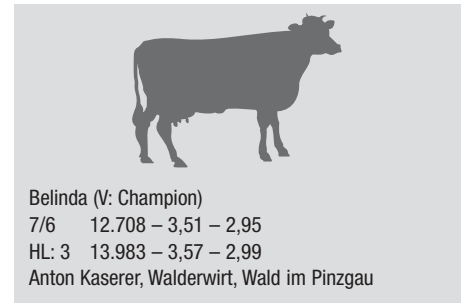 Belinda (V: Champion)
7/6 12.708 – 3,51 – 2,95
HL: 3 13.983 – 3,57 – 2,99
Anton Kaserer, Walderwirt, Wald im Pinzgau